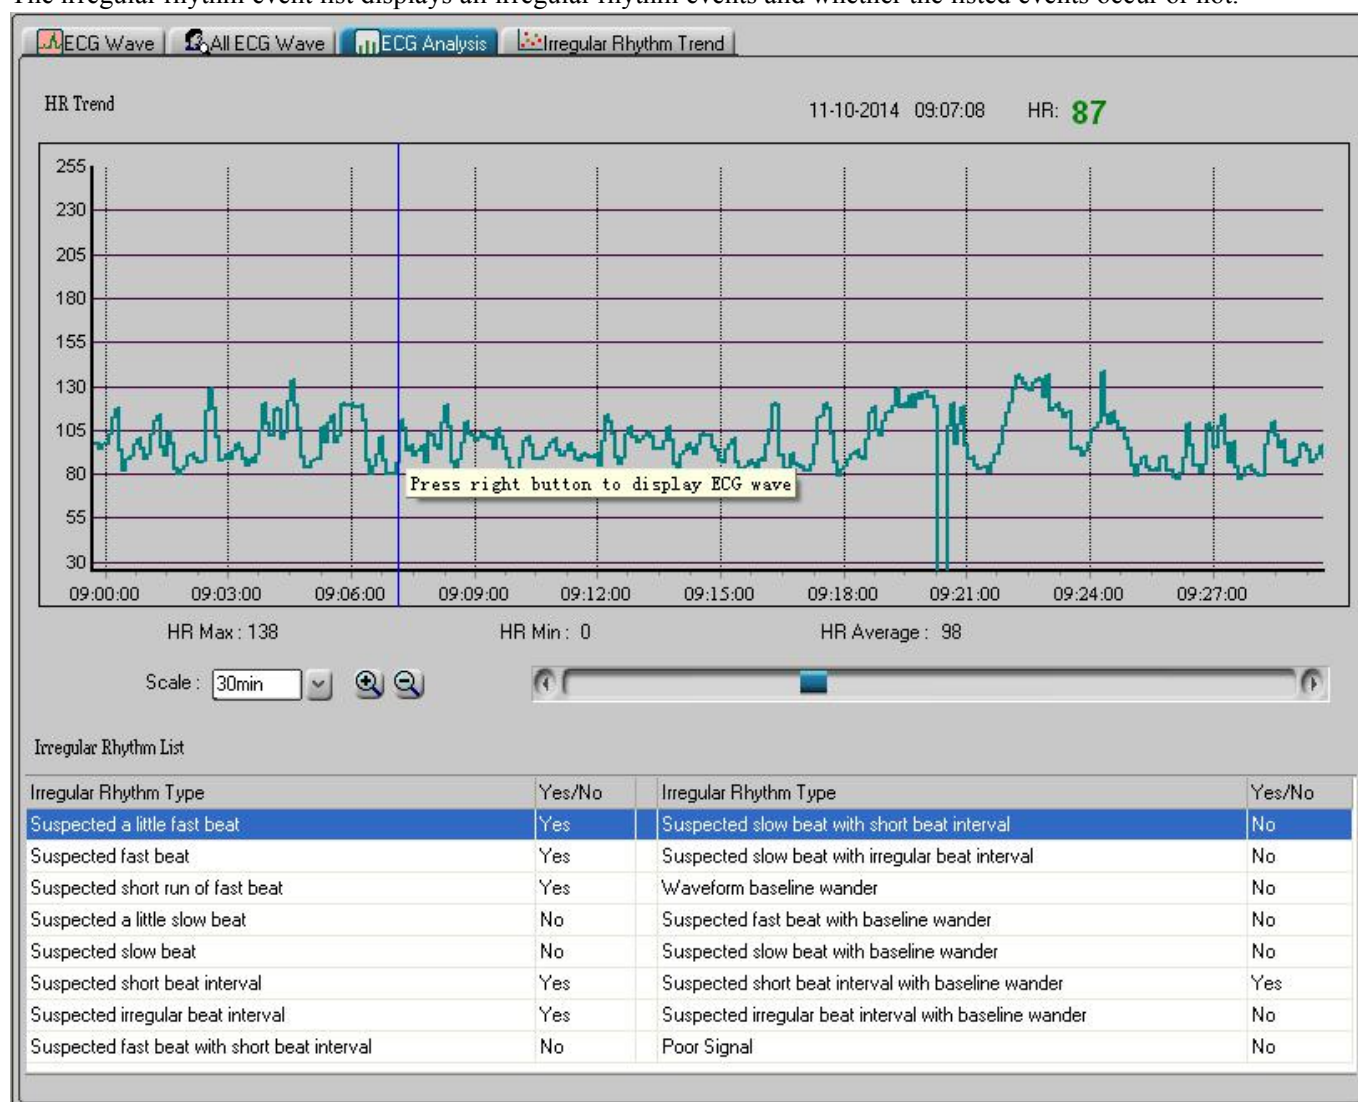 The irregular rhythm event list displays all irregular rhythm events and whether the listed events occur or not.
ECG Wave All ECG Wave ECG Analysis Irregular Rhythm Trend
HR Trend 11-10-2014 09:07:08 HR: 87
255
230
205
180
155
130
105
80
Press right button to display ECG wave
55
30
09:00:00 09:03:00 09:06:00 09:09:00 09:12:00 09:15:00 09:18:00 09:21:00 09:24:00 09:27:00
HR Max : 138 HR Min : 0 HR Average : 98
Scale : 30min
Irregular Rhythm List
Irregular Rhythm Type Yes/No Irregular Rhythm Type Yes/No
Suspected a little fast beat Yes Suspected slow beat with short beat interval No
Suspected fast beat Yes Suspected slow beat with irregular beat interval No
Suspected short run of fast beat Yes Waveform baseline wander No
Suspected a little slow beat No Suspected fast beat with baseline wander No
Suspected slow beat No Suspected slow beat with baseline wander No
Suspected short beat interval Yes Suspected short beat interval with baseline wander Yes
Suspected irregular beat interval Yes Suspected irregular beat interval with baseline wander No
Suspected fast beat with short beat interval No Poor Signal No